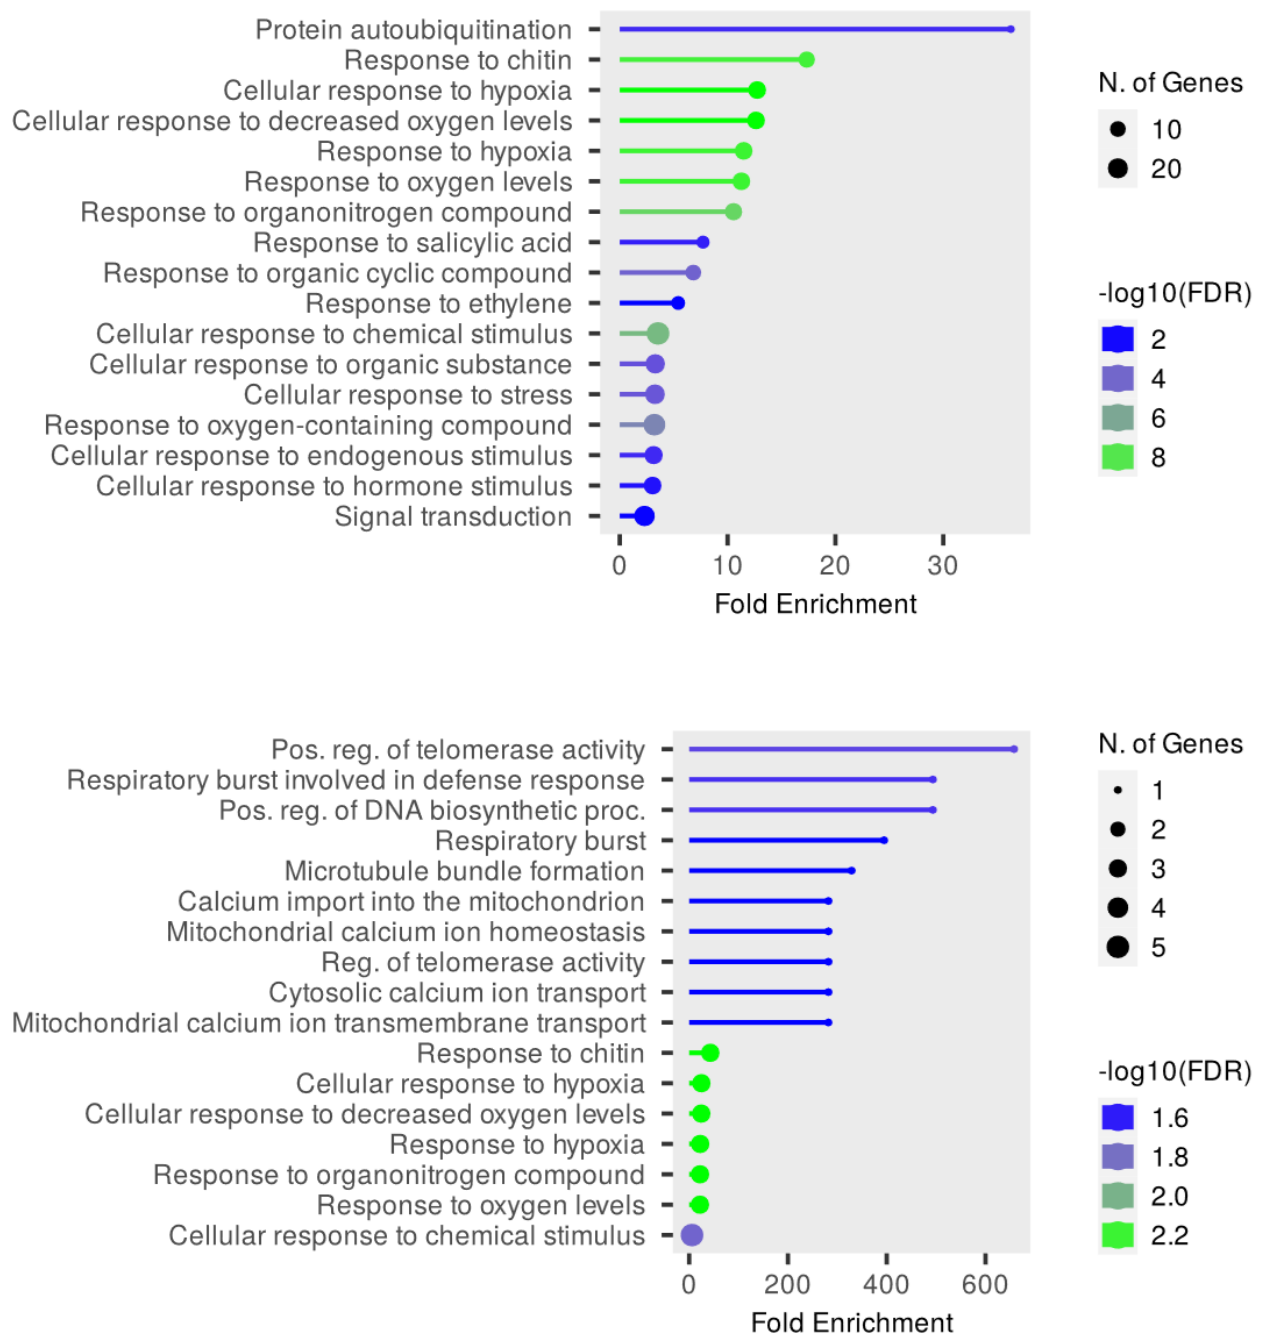 Protein autoubiquitination
Response to chitin
Cellular response to hypoxia
Cellular response to decreased oxygen levels
Response to hypoxia
Response to oxygen levels
Response to organonitrogen compound
Response to salicylic acid
Response to organic cyclic compound
Response to ethylene
Cellular response to chemical stimulus
Cellular response to organic substance
Cellular response to stress
Response to oxygen-containing compound
Cellular response to endogenous stimulus
Cellular response to hormone stimulus
Signal transduction
0 10 20 30
Fold Enrichment
N. of Genes
10
20
-log10(FDR)
2
4
6
8
Pos. reg. of telomerase activity
Respiratory burst involved in defense response
Pos. reg. of DNA biosynthetic proc.
Respiratory burst
Microtubule bundle formation
Calcium import into the mitochondrion
Mitochondrial calcium ion homeostasis
Reg. of telomerase activity
Cytosolic calcium ion transport
Mitochondrial calcium ion transmembrane transport
Response to chitin
Cellular response to hypoxia
Cellular response to decreased oxygen levels
Response to hypoxia
Response to organonitrogen compound
Response to oxygen levels
Cellular response to chemical stimulus
0 200 400 600
Fold Enrichment
N. of Genes
1
2
3
4
5
-log10(FDR)
1.6
1.8
2.0
2.2